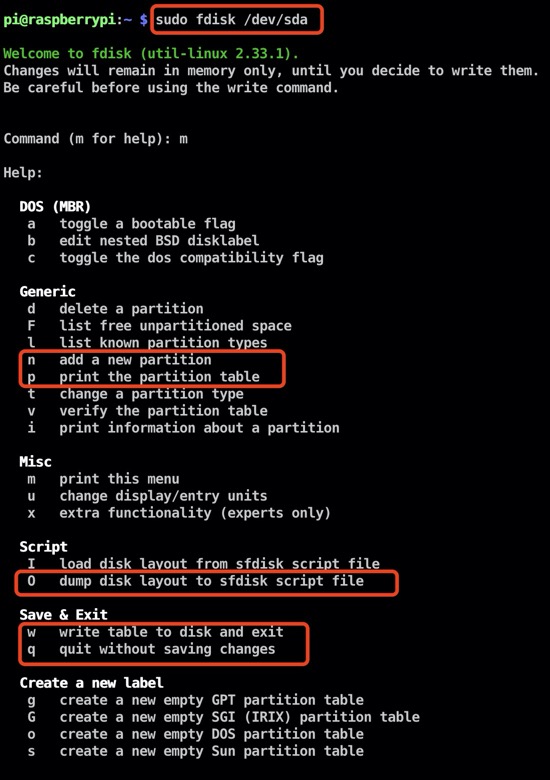 pi@raspberrypi:~ $ sudo fdisk /dev/sda
Welcome to fdisk (util-linux 2.33.1).
Changes will remain in memory only, until you decide to write them.
Be careful before using the write command.
Command (m for help): m
Help:
DOS (MBR)
a   toggle a bootable flag
b   edit nested BSD disklabel
c   toggle the dos compatibility flag
Generic
d   delete a partition
F   list free unpartitioned space
l   list known partition types
n   add a new partition
p   print the partition table
t   change a partition type
v   verify the partition table
i   print information about a partition
Misc
m   print this menu
u   change display/entry units
x   extra functionality (experts only)
Script
I   load disk layout from sfdisk script file
O   dump disk layout to sfdisk script file
Save & Exit
w   write table to disk and exit
q   quit without saving changes
Create a new label
g   create a new empty GPT partition table
G   create a new empty SGI (IRIX) partition table
o   create a new empty DOS partition table
s   create a new empty Sun partition table